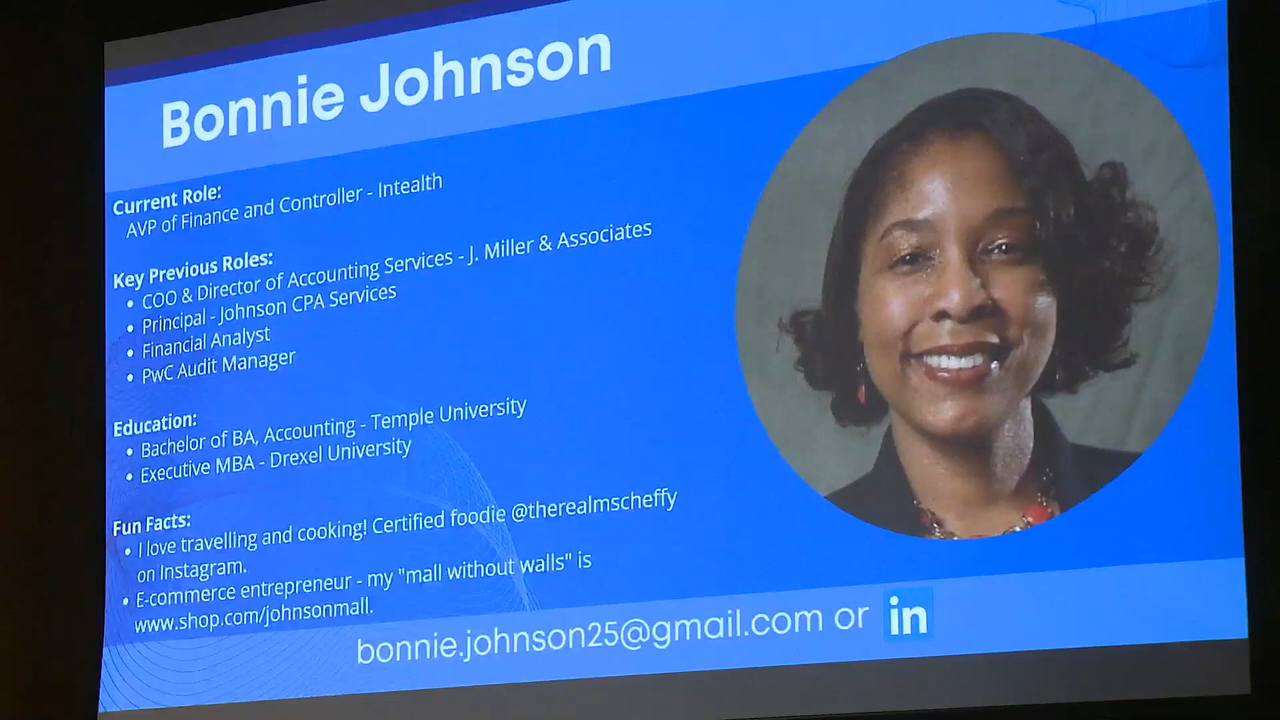 Bonnie Johnson
Current Role:
AVP of Finance and Controller - Intealth
Key Previous Roles:
• COO & Director of Accounting Services - J. Miller & Associates
• Principal - Johnson CPA Services
• Financial Analyst
• PwC Audit Manager
Education:
• Bachelor of BA, Accounting - Temple University
• Executive MBA - Drexel University
Fun Facts:
• I love travelling and cooking! Certified foodie @therealmscheffy
on Instagram.
• E-commerce entrepreneur - my "mall without walls" is
www.shop.com/johnsonmall.
bonnie.johnson25@gmail.com or in